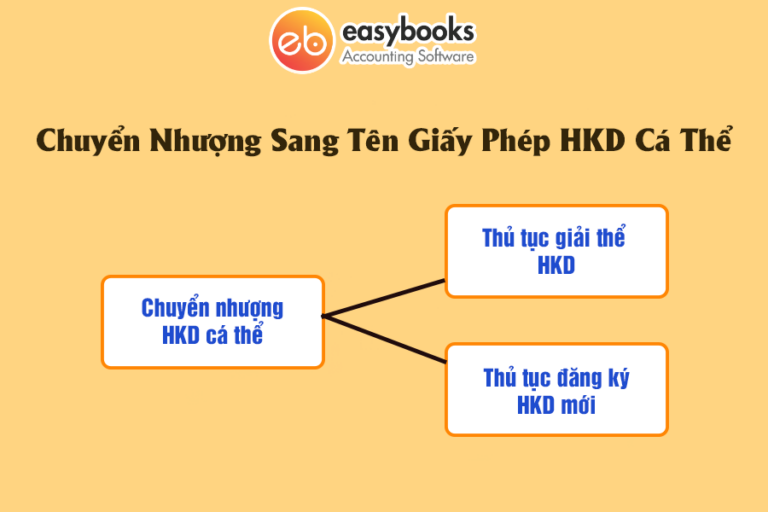 eb
easybooks
Accounting Software
Chuyển Nhượng Sang Tên Giấy Phép HKD Cá Thể
Thủ tục giải thể
HKD
Chuyển nhượng
HKD cá thể
Thủ tục đăng ký
HKD mới